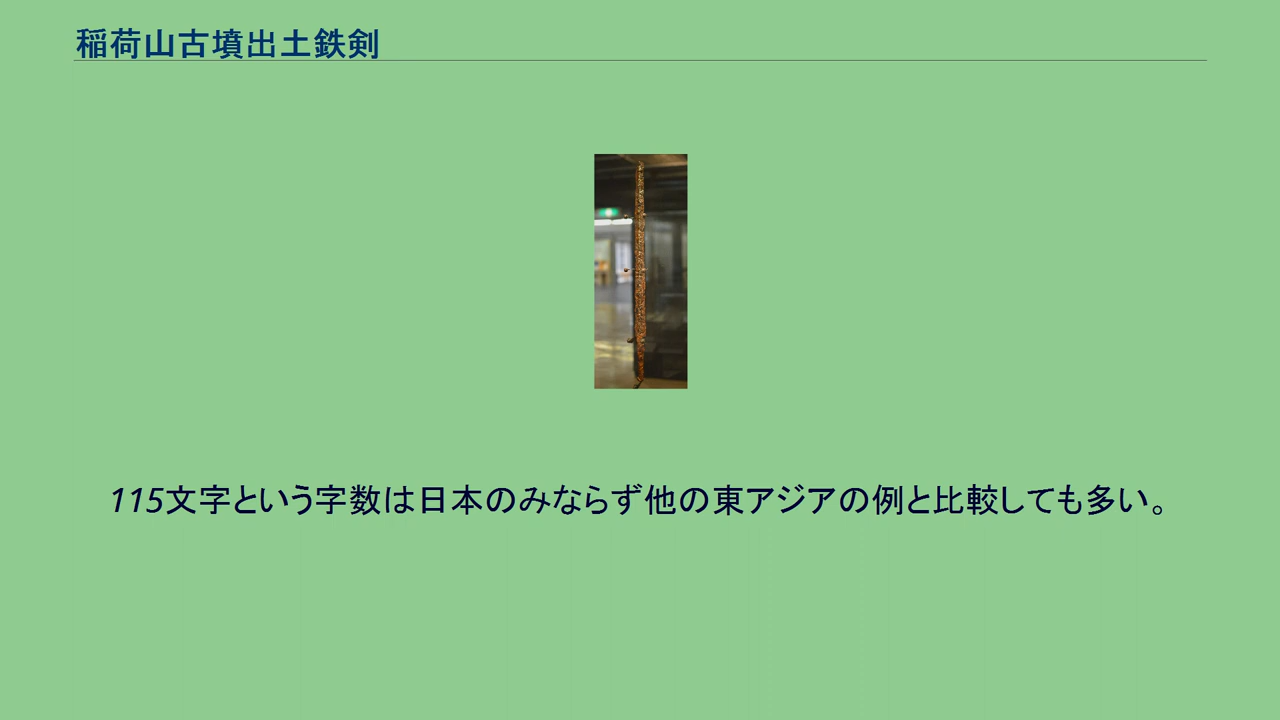 稲荷山古墳出土鉄剣
115文字という字数は日本のみならず他の東アジアの例と比較しても多い。